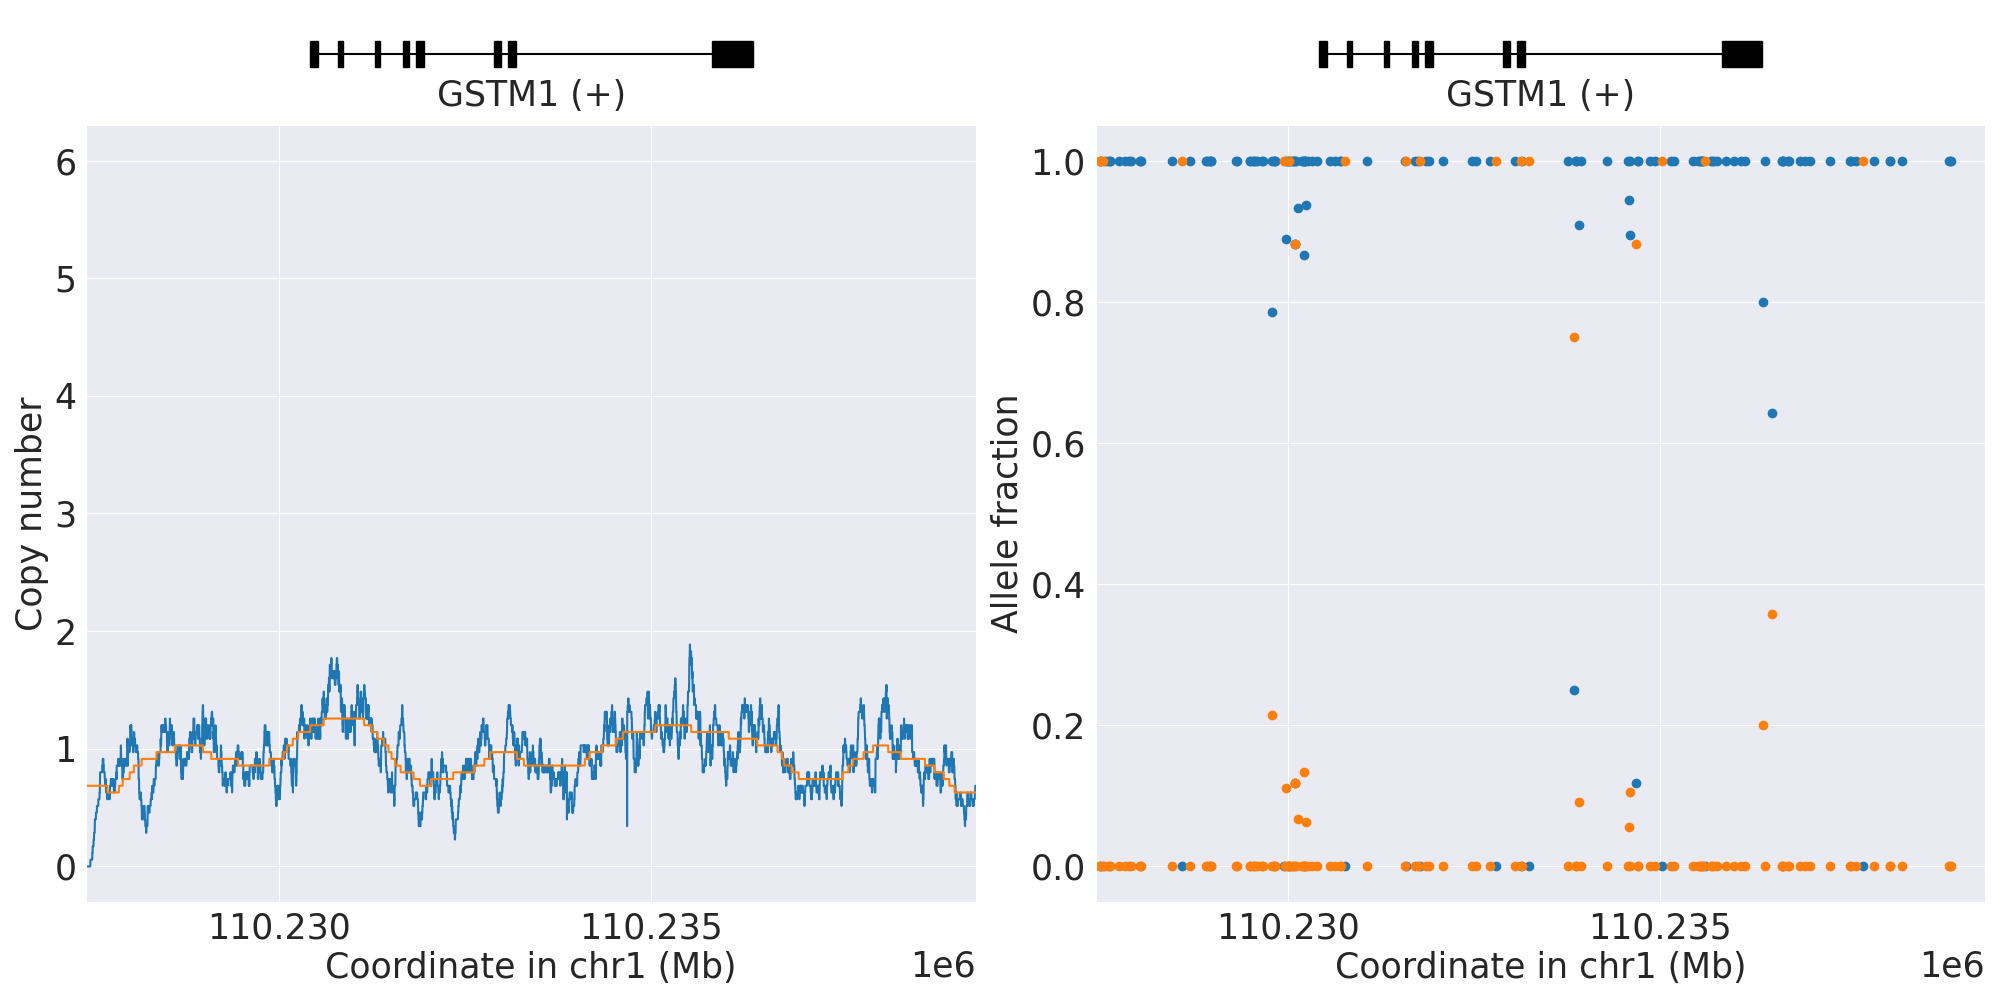 GSTM1 (+)
6
5
4
3
2
1
0
Copy number
110.230
110.235
Coordinate in chr1 (Mb)
1e6
GSTM1 (+)
1.0
0.8
0.6
0.4
0.2
0.0
Allele fraction
110.230
110.235
Coordinate in chr1 (Mb)
1e6